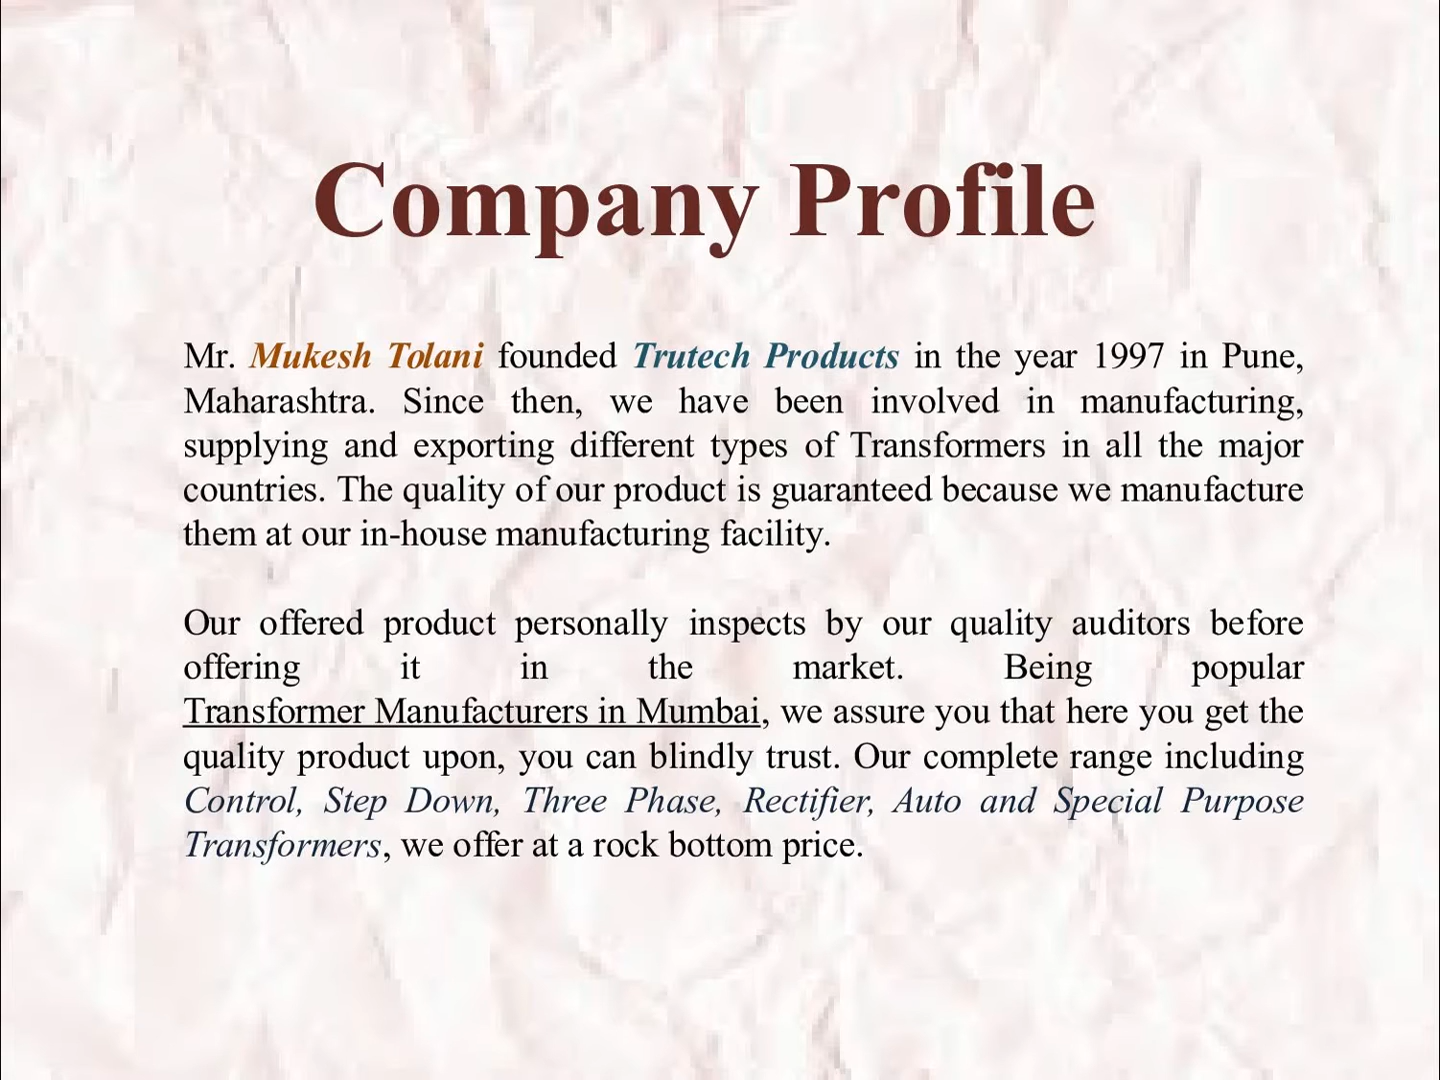 Company Profile
Mr. Mukesh Tolani founded Trutech Products in the year 1997 in Pune,
Maharashtra. Since then, we have been involved in manufacturing,
supplying and exporting different types of Transformers in all the major
countries. The quality of our product is guaranteed because we manufacture
them at our in-house manufacturing facility.
Our offered product personally inspects by our quality auditors before
offering it in the market. Being popular
Transformer Manufacturers in Mumbai, we assure you that here you get the
quality product upon, you can blindly trust. Our complete range including
Control, Step Down, Three Phase, Rectifier, Auto and Special Purpose
Transformers, we offer at a rock bottom price.